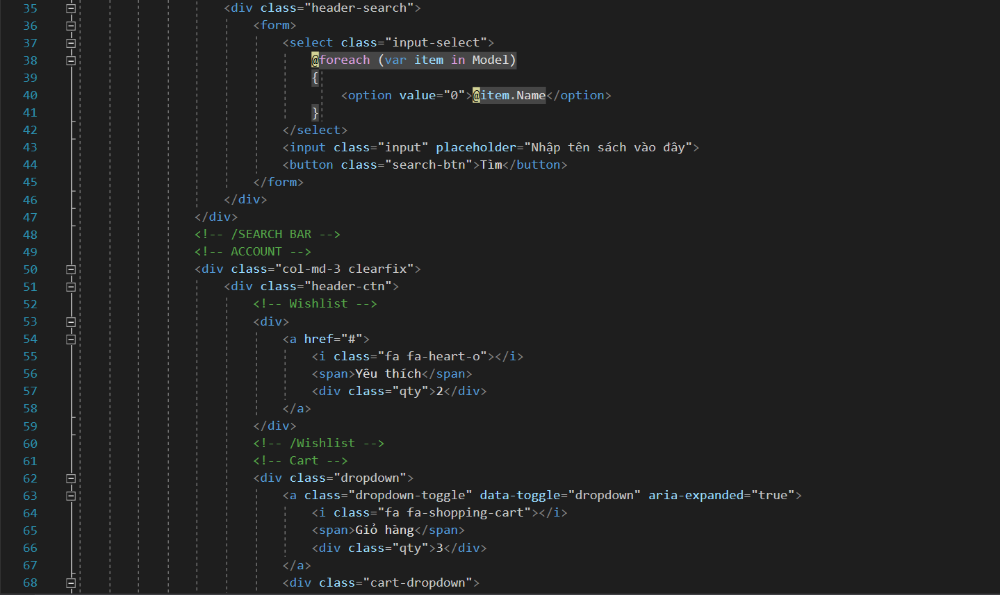 35 <div class="header-search">
36 <form>
37 <select class="input-select">
38 @foreach (var item in Model)
39 {
40 <option value="0">@item.Name</option>
41 }
42 </select>
43 <input class="input" placeholder="Nhập tên sách vào đây">
44 <button class="search-btn">Tìm</button>
45 </form>
46 </div>
47 </div>
48 <!-- /SEARCH BAR -->
49 <!-- ACCOUNT -->
50 <div class="col-md-3 clearfix">
51 <div class="header-ctn">
52 <!-- Wishlist -->
53 <div>
54 <a href="#">
55 <i class="fa fa-heart-o"></i>
56 <span>Yêu thích</span>
57 <div class="qty">2</div>
58 </a>
59 </div>
60 <!-- /Wishlist -->
61 <!-- Cart -->
62 <div class="dropdown">
63 <a class="dropdown-toggle" data-toggle="dropdown" aria-expanded="true">
64 <i class="fa fa-shopping-cart"></i>
65 <span>Giỏ hàng</span>
66 <div class="qty">3</div>
67 </a>
68 <div class="cart-dropdown">